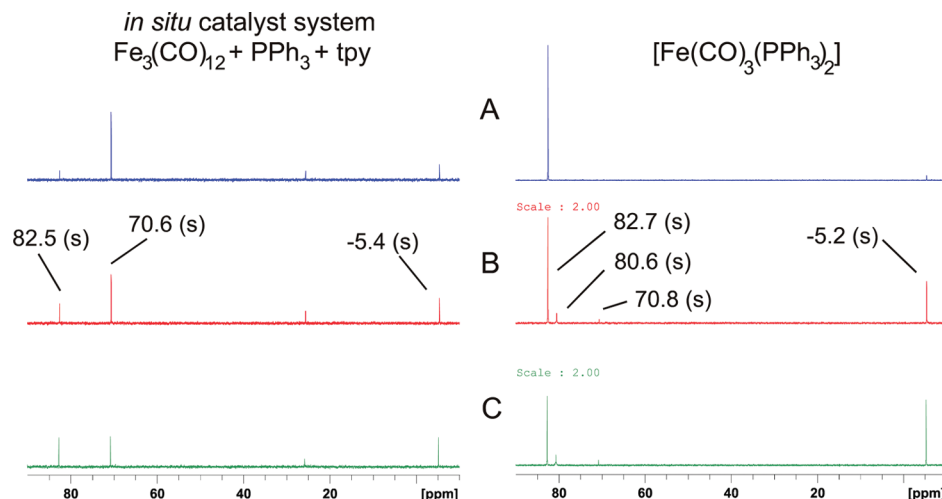 in situ catalyst system
Fe₃(CO)₁₂ + PPh₃ + tpy
[Fe(CO)₃(PPh₃)₂]
A
Scale : 2.00
82.5 (s)
70.6 (s)
-5.4 (s)
B
82.7 (s)
80.6 (s)
70.8 (s)
-5.2 (s)
Scale : 2.00
C
80 60 40 20 [ppm]
80 60 40 20 [ppm]